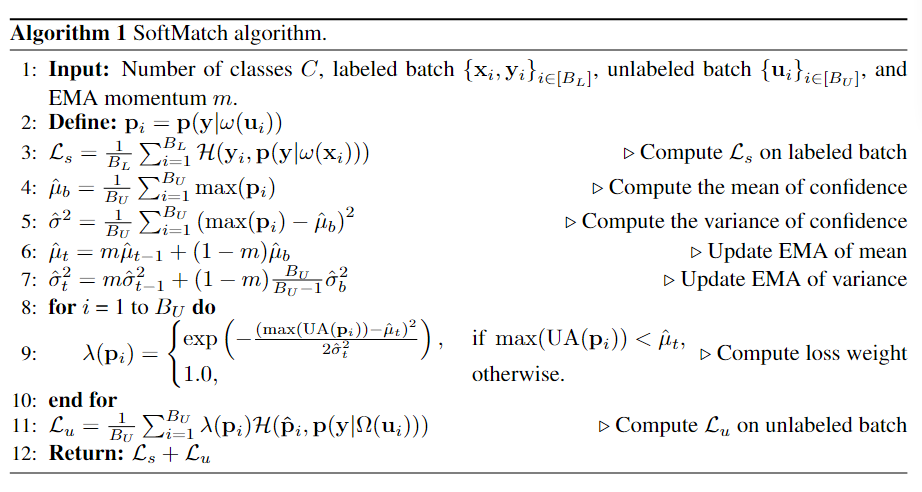 Algorithm 1 SoftMatch algorithm.
1: Input: Number of classes $C$, labeled batch $\{\mathbf{x}_i, \mathbf{y}_i\}_{i \in [B_L]}$, unlabeled batch $\{\mathbf{u}_i\}_{i \in [B_U]}$, and
EMA momentum $m$.
2: Define: $\mathbf{p}_i = \mathbf{p}(\mathbf{y}|\omega(\mathbf{u}_i))$
3: $\mathcal{L}_s = \frac{1}{B_L} \sum_{i=1}^{B_L} \mathcal{H}(\mathbf{y}_i, \mathbf{p}(\mathbf{y}|\omega(\mathbf{x}_i)))$ ▷ Compute $\mathcal{L}_s$ on labeled batch
4: $\hat{\mu}_b = \frac{1}{B_U} \sum_{i=1}^{B_U} \max(\mathbf{p}_i)$ ▷ Compute the mean of confidence
5: $\hat{\sigma}^2 = \frac{1}{B_U} \sum_{i=1}^{B_U} (\max(\mathbf{p}_i) - \hat{\mu}_b)^2$ ▷ Compute the variance of confidence
6: $\hat{\mu}_t = m\hat{\mu}_{t-1} + (1 - m)\hat{\mu}_b$ ▷ Update EMA of mean
7: $\hat{\sigma}_t^2 = m\hat{\sigma}_{t-1}^2 + (1 - m)\frac{B_U}{B_U - 1}\hat{\sigma}_b^2$ ▷ Update EMA of variance
8: for $i$ = 1 to $B_U$ do
9: $\lambda(\mathbf{p}_i) = \begin{cases} \exp\left(-\frac{(\max(\mathrm{UA}(\mathbf{p}_i)) - \hat{\mu}_t)^2}{2\hat{\sigma}_t^2}\right), & \text{if } \max(\mathrm{UA}(\mathbf{p}_i)) < \hat{\mu}_t, \\ 1.0, & \text{otherwise.} \end{cases}$ ▷ Compute loss weight
10: end for
11: $\mathcal{L}_u = \frac{1}{B_U} \sum_{i=1}^{B_U} \lambda(\mathbf{p}_i)\mathcal{H}(\hat{\mathbf{p}}_i, \mathbf{p}(\mathbf{y}|\Omega(\mathbf{u}_i)))$ ▷ Compute $\mathcal{L}_u$ on unlabeled batch
12: Return: $\mathcal{L}_s + \mathcal{L}_u$